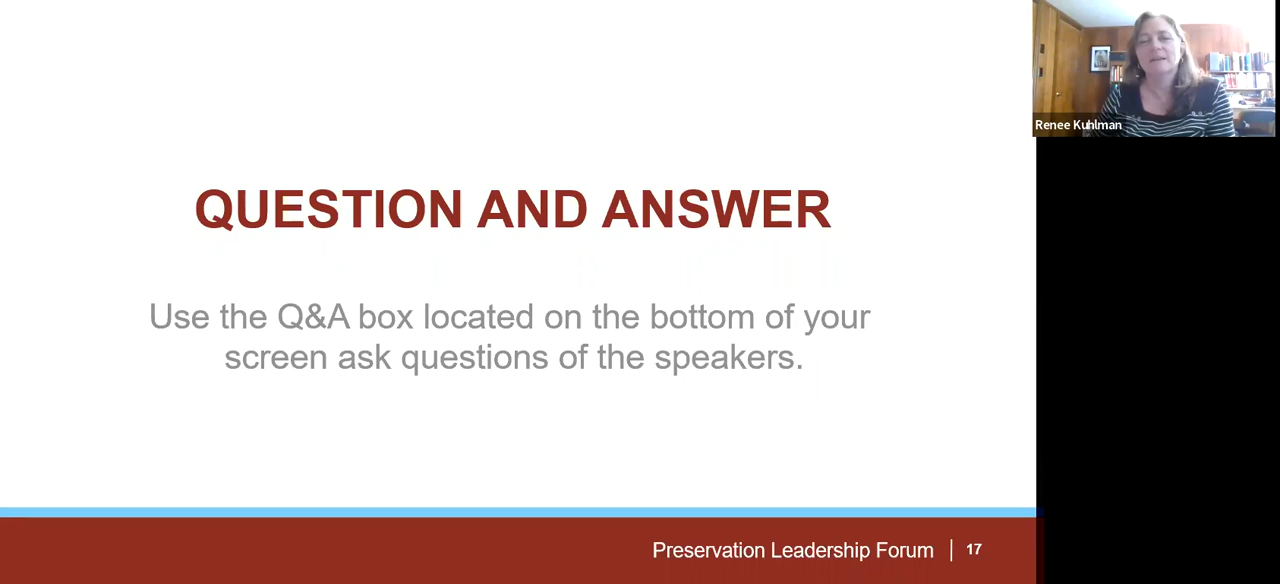 Renee Kuhlman
QUESTION AND ANSWER
Use the Q&A box located on the bottom of your
screen ask questions of the speakers.
Preservation Leadership Forum | 17